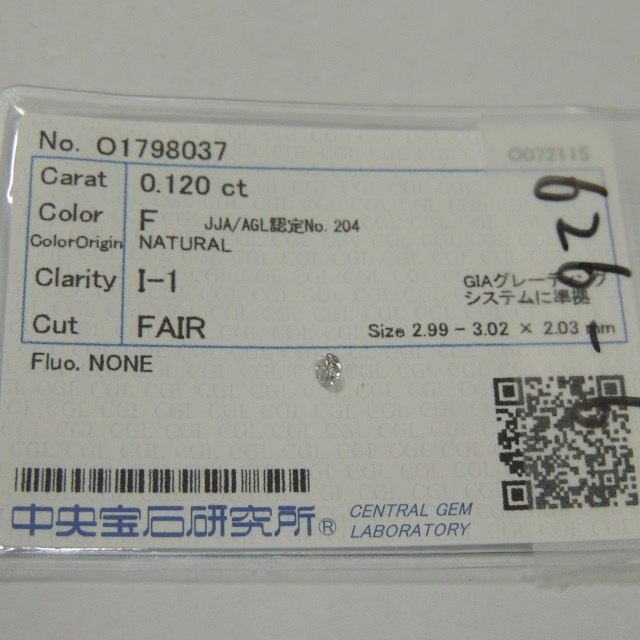 No. O1798037
O072115
Carat 0.120 ct
Color F JJA/AGL認定No. 204
ColorOrigin NATURAL
Clarity I-1
GIAグレーディング
システムに準拠
Cut FAIR Size 2.99 - 3.02 × 2.03 mm
Fluo. NONE
626-
中央宝石研究所® CENTRAL GEM
LABORATORY